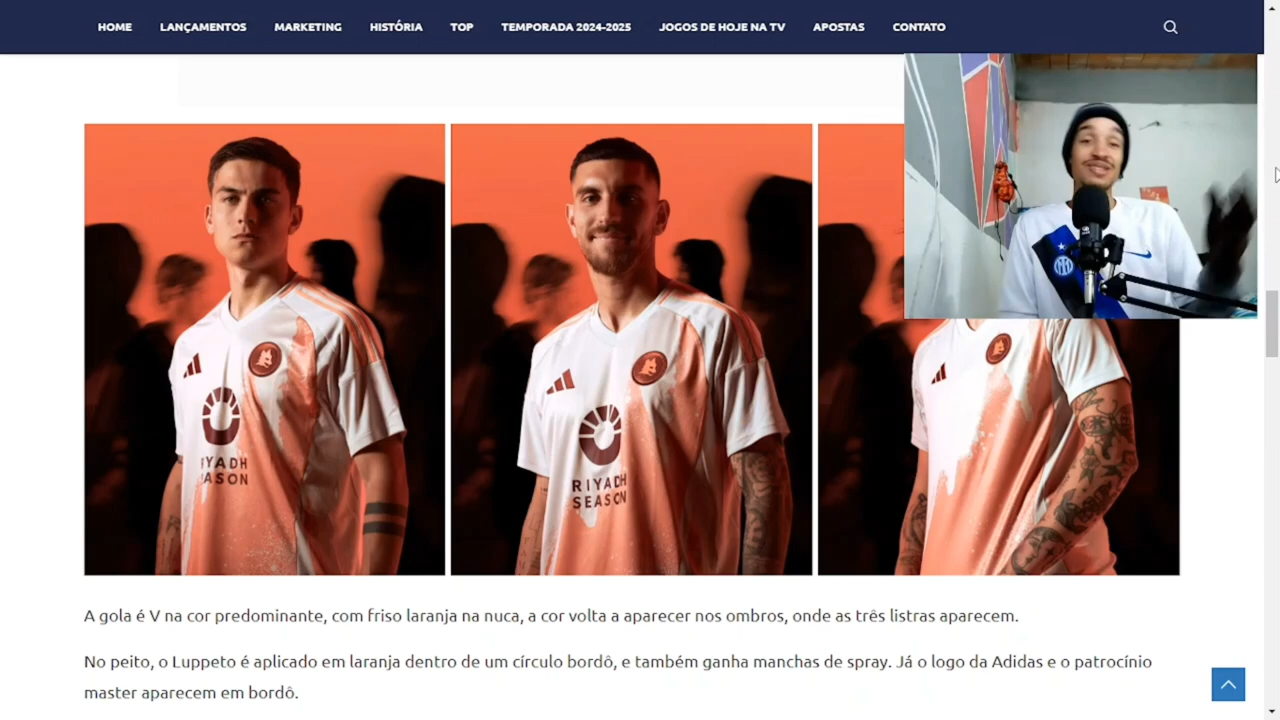 HOME LANÇAMENTOS MARKETING HISTÓRIA TOP TEMPORADA 2024-2025 JOGOS DE HOJE NA TV APOSTAS CONTATO
RIYADH
SEASON
RIYADH
SEASON
A gola é V na cor predominante, com friso laranja na nuca, a cor volta a aparecer nos ombros, onde as três listras aparecem.
No peito, o Luppeto é aplicado em laranja dentro de um círculo bordô, e também ganha manchas de spray. Já o logo da Adidas e o patrocínio
master aparecem em bordô.